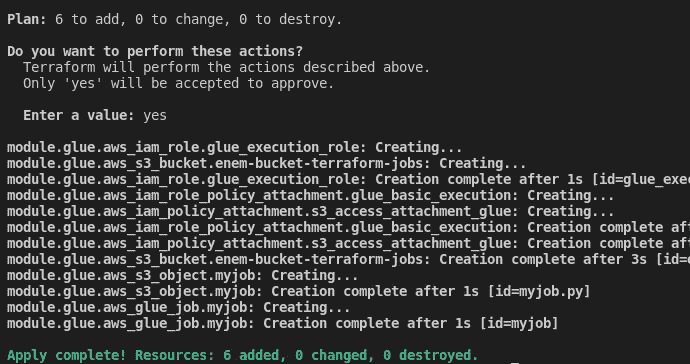 Plan: 6 to add, 0 to change, 0 to destroy.
Do you want to perform these actions?
Terraform will perform the actions described above.
Only 'yes' will be accepted to approve.
Enter a value: yes
module.glue.aws_iam_role.glue_execution_role: Creating...
module.glue.aws_s3_bucket.enem-bucket-terraform-jobs: Creating...
module.glue.aws_iam_role.glue_execution_role: Creation complete after 1s [id=glue_exe
module.glue.aws_iam_role_policy_attachment.glue_basic_execution: Creating...
module.glue.aws_iam_policy_attachment.s3_access_attachment_glue: Creating...
module.glue.aws_iam_role_policy_attachment.glue_basic_execution: Creation complete aft
module.glue.aws_iam_policy_attachment.s3_access_attachment_glue: Creation complete aft
module.glue.aws_s3_bucket.enem-bucket-terraform-jobs: Creation complete after 3s [id=
module.glue.aws_s3_object.myjob: Creating...
module.glue.aws_s3_object.myjob: Creation complete after 1s [id=myjob.py]
module.glue.aws_glue_job.myjob: Creating...
module.glue.aws_glue_job.myjob: Creation complete after 1s [id=myjob]
Apply complete! Resources: 6 added, 0 changed, 0 destroyed.